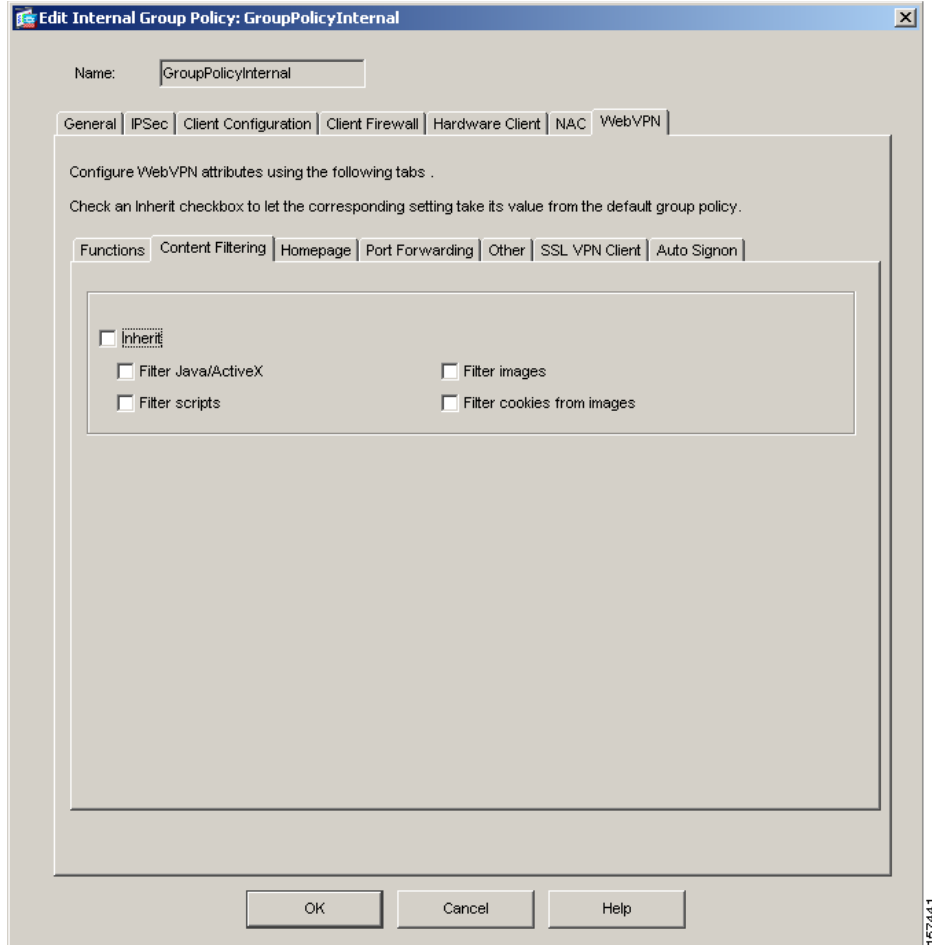 Edit Internal Group Policy: GroupPolicyInternal
Name: GroupPolicyInternal
General IPSec Client Configuration Client Firewall Hardware Client NAC WebVPN
Configure WebVPN attributes using the following tabs .
Check an Inherit checkbox to let the corresponding setting take its value from the default group policy.
Functions Content Filtering Homepage Port Forwarding Other SSL VPN Client Auto Signon
Inherit
Filter Java/ActiveX Filter images
Filter scripts Filter cookies from images
OK Cancel Help
157441